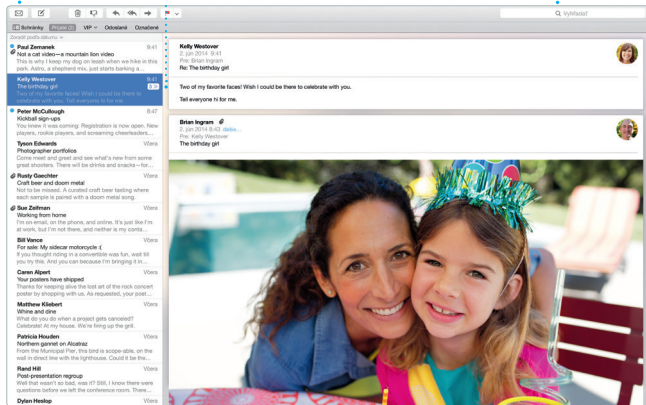 Vyhľadať
Schránky Prijaté (2) VIP Odoslané Označené
Zoradiť podľa dátumu
Paul Zemanek 9:41
Not a cat video—a mountain lion video
This is why I keep my dog on leash when we hike in this
park. Astro, a shepherd mix, just starts barking a...
Kelly Westover 9:41
The birthday girl
Two of my favorite faces! Wish I could be there to
celebrate with you. Tell everyone hi for me.
Peter McCullough 8:47
Kickball sign-ups
You knew it was coming: Registration is now open. New
players, rookie players, and screaming cheerleaders...
Tyson Edwards Včera
Photographer portfolios
Come meet and greet and see what's new from some
great shooters. There will be drinks and snacks—for...
Rusty Gaechter Včera
Craft beer and doom metal
Not to be missed. A curated craft beer tasting where
each sample is paired with a doom metal song.
Sue Zeifman Včera
Working from home
I'm on email, on the phone, and online. It's just like I'm
at work, but I'm not there, and neither is my conta...
Bill Vance Včera
For sale: My sidecar motorcycle :(
If you thought riding in a convertible was fun, wait till
you try this. And you can because I'm bringing it in...
Caren Alpert Včera
Your posters have shipped
Thanks for keeping alive the lost art of the rock concert
poster by shopping with us. As requested, your post...
Matthew Kliebert Včera
Whine and dine
What do you do when a project gets canceled?
Celebrate! At my house. We're firing up the grill.
Patricia Houden Včera
Northern gannet on Alcatraz
From the Municipal Pier, this bird is scope-able, on the
wall in direct line with the lighthouse. Could it be the...
Rich Hill Včera
Post-presentation regroup
Well that wasn't so bad, was it? Still, I know there were
questions before we left the conference room. There...
Dylan Heslop Včera
Kelly Westover
2. jún 2014 9:41
Pre: Brian Ingram
Re: The birthday girl
Two of my favorite faces! Wish I could be there to celebrate with you.
Tell everyone hi for me.
Brian Ingram
2. jún 2014 8:43
Pre: Kelly Westover
The birthday girl